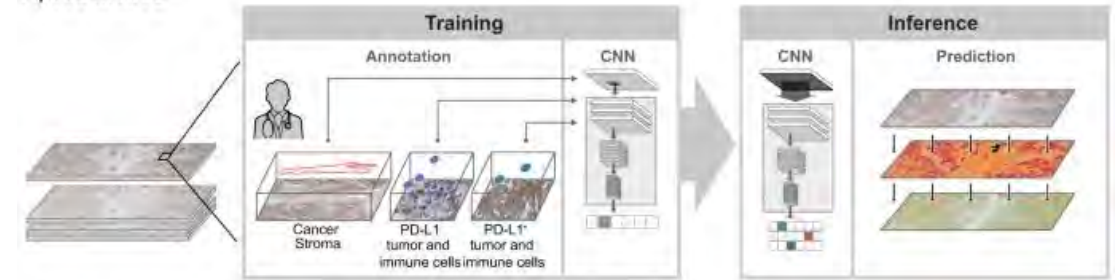 Training
Inference
Annotation
CNN
CNN
Prediction
Cancer
Stroma
PD-L1
tumor and
immune cells
PD-L1+
tumor and
immune cells